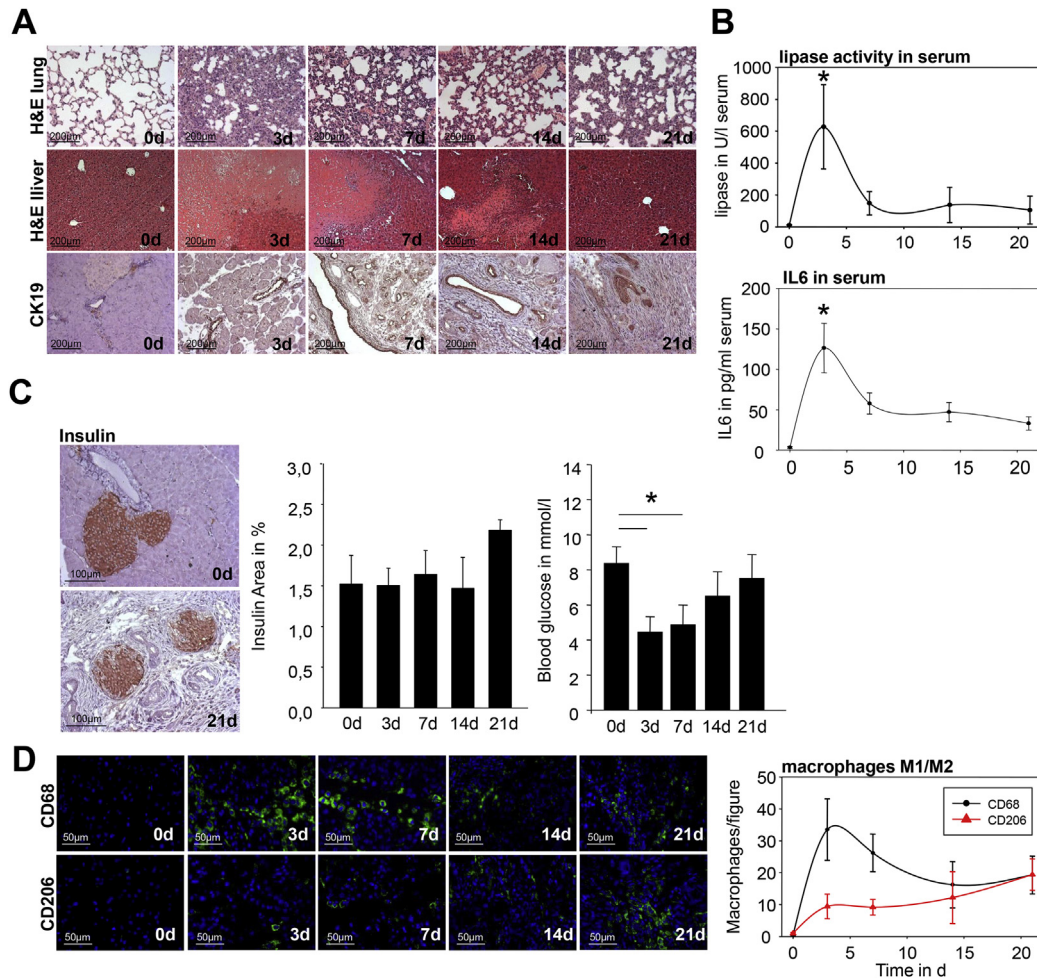 A
H&E lung
200µm 0d
200µm 3d
200µm 7d
200µm 14d
200µm 21d
H&E lliver
200µm 0d
200µm 3d
200µm 7d
200µm 14d
200µm 21d
CK19
200µm 0d
200µm 3d
200µm 7d
200µm 14d
200µm 21d
B
lipase activity in serum
lipase in U/l serum
1000
800
600
400
200
0
*
0 5 10 15 20
IL6 in serum
IL6 in pg/ml serum
200
150
100
50
0
*
0 5 10 15 20
C
Insulin
100µm 0d
100µm 21d
Insulin Area in %
3,0
2,5
2,0
1,5
1,0
0,5
0,0
0d 3d 7d 14d 21d
Blood glucose in mmol/l
14
12
10
8
6
4
2
0
*
0d 3d 7d 14d 21d
D
CD68
50µm 0d
50µm 3d
50µm 7d
50µm 14d
50µm 21d
CD206
50µm 0d
50µm 3d
50µm 7d
50µm 14d
50µm 21d
macrophages M1/M2
Macrophages/figure
50
40
30
20
10
0
CD68
CD206
0 5 10 15 20
Time in d